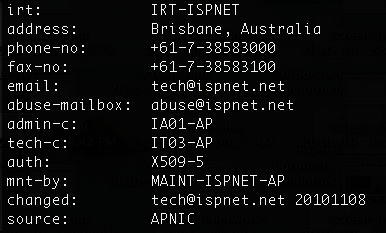 irt: IRT-ISPNET
address: Brisbane, Australia
phone-no: +61-7-38583000
fax-no: +61-7-38583100
email: tech@ispnet.net
abuse-mailbox: abuse@ispnet.net
admin-c: IA01-AP
tech-c: IT03-AP
auth: X509-5
mnt-by: MAINT-ISPNET-AP
changed: tech@ispnet.net 20101108
source: APNIC